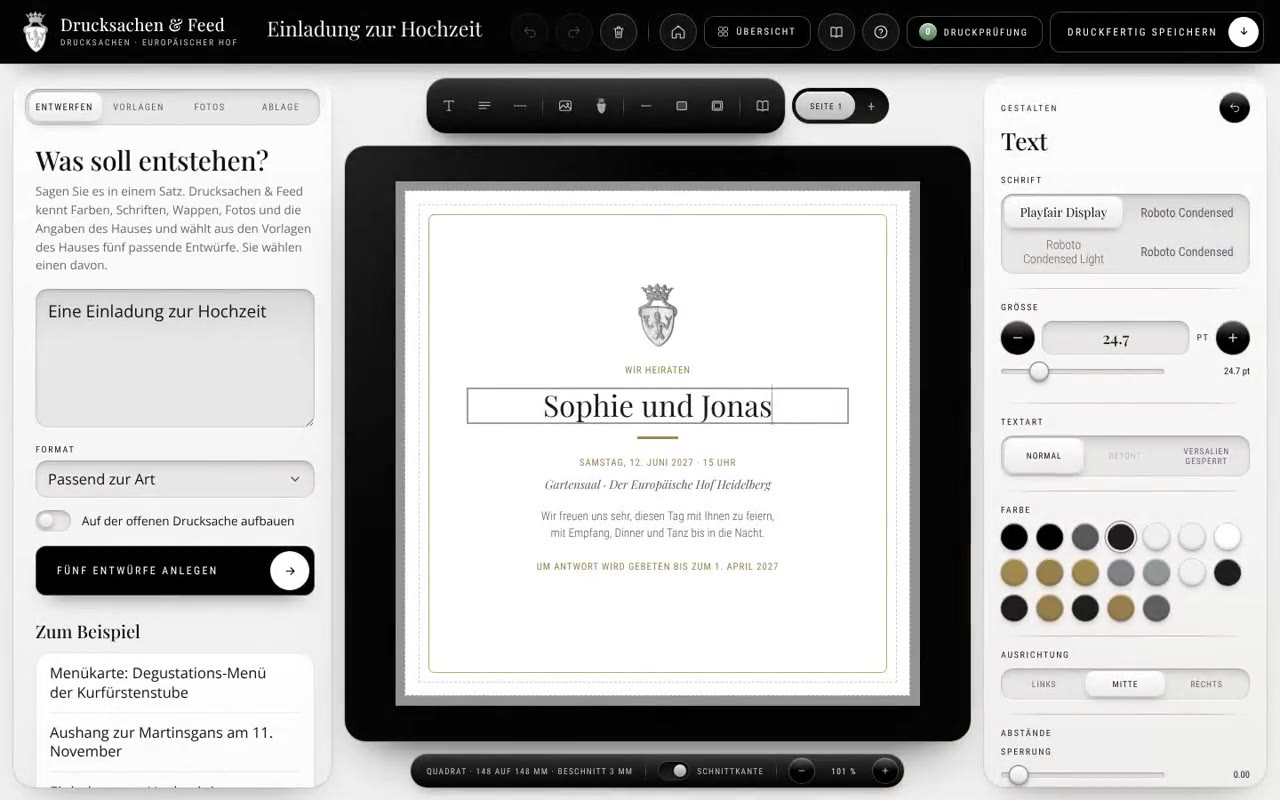 Drucksachen & Feed
DRUCKSACHEN · EUROPÄISCHER HOF
Einladung zur Hochzeit
ÜBERSICHT
0 DRUCKPRÜFUNG
DRUCKFERTIG SPEICHERN
ENTWERFEN VORLAGEN FOTOS ABLAGE
Was soll entstehen?
Sagen Sie es in einem Satz. Drucksachen & Feed
kennt Farben, Schriften, Wappen, Fotos und die
Angaben des Hauses und wählt aus den Vorlagen
des Hauses fünf passende Entwürfe. Sie wählen
einen davon.
Eine Einladung zur Hochzeit
FORMAT
Passend zur Art
Auf der offenen Drucksache aufbauen
FÜNF ENTWÜRFE ANLEGEN
Zum Beispiel
Menükarte: Degustations-Menü
der Kurfürstenstube
Aushang zur Martinsgans am 11.
November
SEITE 1 +
WIR HEIRATEN
Sophie und Jonas
SAMSTAG, 12. JUNI 2027 · 15 UHR
Gartensaal · Der Europäische Hof Heidelberg
Wir freuen uns sehr, diesen Tag mit Ihnen zu feiern,
mit Empfang, Dinner und Tanz bis in die Nacht.
UM ANTWORT WIRD GEBETEN BIS ZUM 1. APRIL 2027
QUADRAT · 148 AUF 148 MM · BESCHNITT 3 MM
SCHNITTKANTE
− 101 % +
GESTALTEN
Text
SCHRIFT
Playfair Display Roboto Condensed
Roboto
Condensed Light
Roboto Condensed
GRÖSSE
− 24.7 PT +
24.7 pt
TEXTART
NORMAL BETONT
VERSALIEN
GESPERRT
FARBE
AUSRICHTUNG
LINKS MITTE RECHTS
ABSTÄNDE
SPERRUNG
0.00